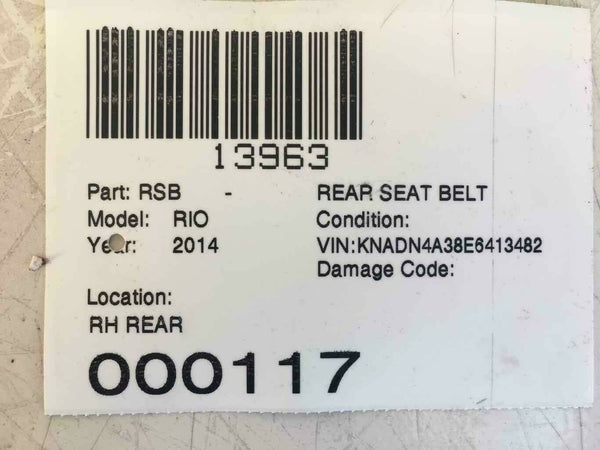 13963
Part: RSB - REAR SEAT BELT
Model: RIO Condition:
Year: 2014 VIN:KNADN4A38E6413482
Damage Code:
Location:
RH REAR
000117